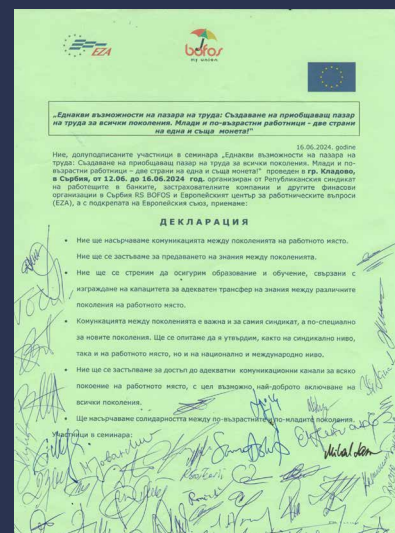 EZA
bofos
my union
„Еднакви възможности на пазара на труда: Създаване на приобщаващ пазар
на труда за всички поколения. Млади и по-възрастни работници - две страни
на една и съща монета!“
16.06.2024. godine
Ние, долуподписаните участници в семинара „Еднакви възможности на пазара на
труда: Създаване на приобщаващ пазар на труда за всички поколения. Млади и по-
възрастни работници – две страни на една и съща монета!“ проведен в гр. Кладово,
в Сърбия, от 12.06. до 16.06.2024 год. организиран от Републиканския синдикат
на работещите в банките, застрахователните компании и другите финасови
организации в Сърбия RS BOFOS и Европейският център за работническите въпроси
(EZA), а с подкрепата на Европейския съюз, приемаме:
ДЕКЛАРАЦИЯ
• Ние ще насърчаваме комуникацията между поколенията на работното място.
Ние ще се застъваме за предаването на знания между поколенията.
• Ние ще се стремим да осигурим образование и обучение, свързани с
изграждане на капацитета за адекватен трансфер на знания между различните
поколения на работното място.
• Комункацията между поколенията е важна и за самия синдикат, а по-специално
за новите поколения. Ще се опитаме да я утвърдим, както на синдикално ниво,
така и на работното място, но и на национално и международно ниво.
• Ние ще се застъпваме за достъп до адекватни комуникационни канали за всяко
покоение на работното място, с цел възможно най-доброто включване на
всички поколения.
• Ще насърчаваме солидарността между по-възрастните и по-младите поколения.
Участници в семинара: